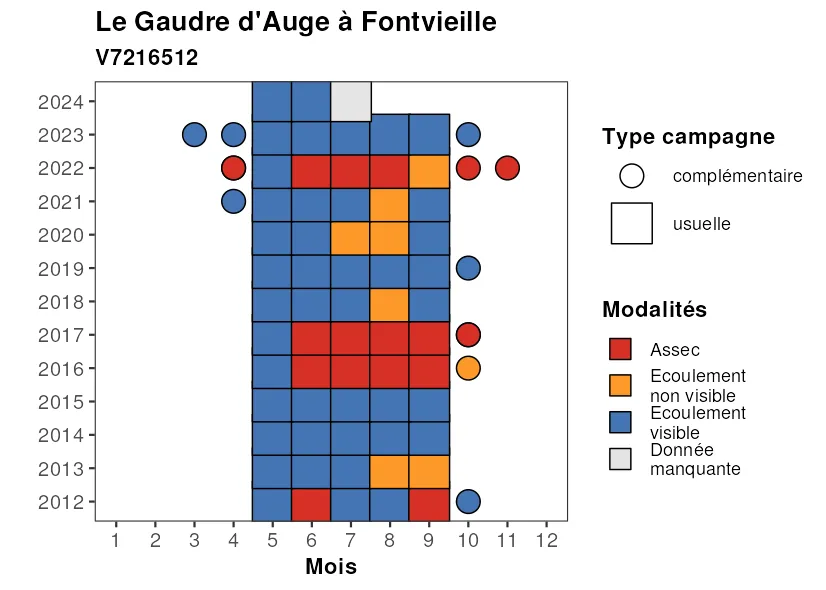 Le Gaudre d'Auge à Fontvieille
V7216512
2024
2023
2022
2021
2020
2019
2018
2017
2016
2015
2014
2013
2012
1 2 3 4 5 6 7 8 9 10 11 12
Mois
Type campagne
complémentaire
usuelle
Modalités
Assec
Ecoulement
non visible
Ecoulement
visible
Donnée
manquante